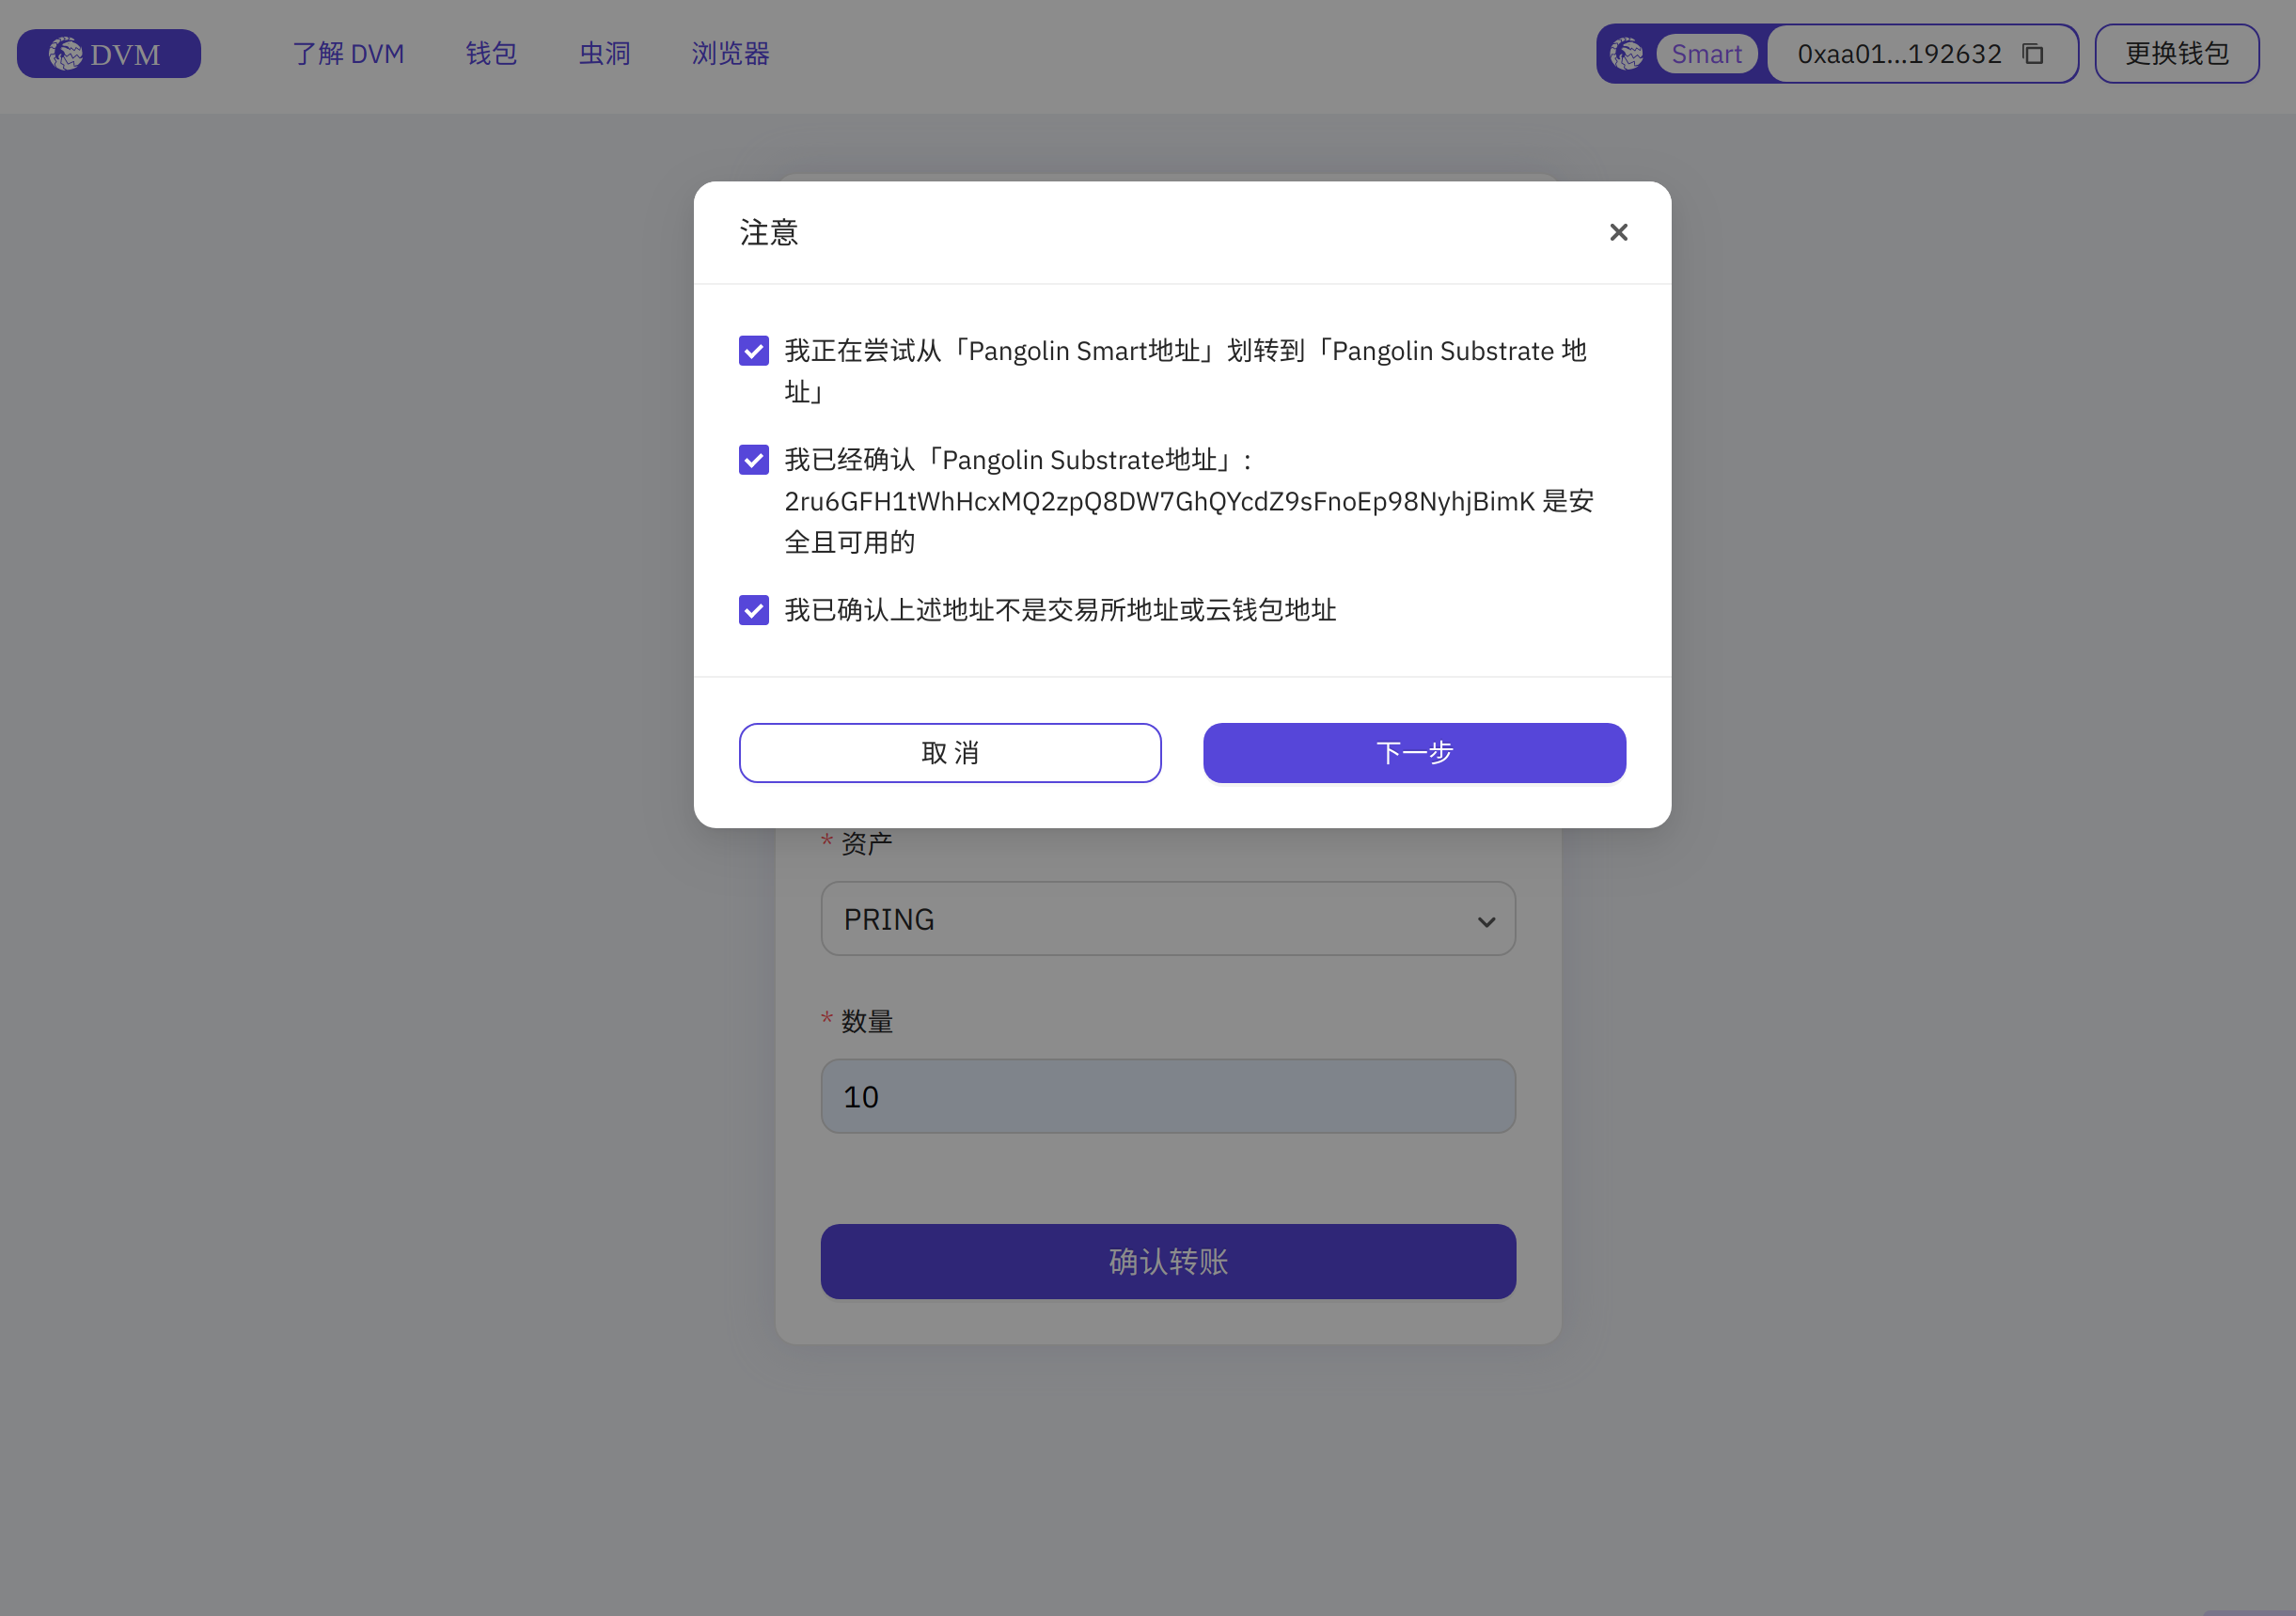 DVM
了解 DVM
钱包
虫洞
浏览器
Smart
0xaa01...192632
更换钱包
注意
我正在尝试从「Pangolin Smart地址」划转到「Pangolin Substrate 地
址」
我已经确认「Pangolin Substrate地址」:
2ru6GFH1tWhHcxMQ2zpQ8DW7GhQYcdZ9sFnoEp98NyhjBimK 是安
全且可用的
我已确认上述地址不是交易所地址或云钱包地址
取 消
下一步
* 资产
PRING
* 数量
10
确认转账